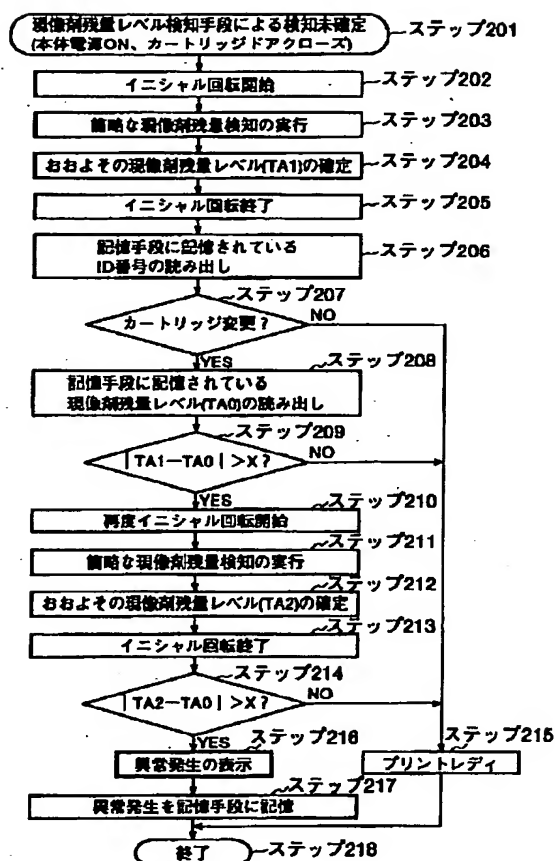 現像剤残量レベル検知手段による検知未確定
(本体電源ON、カートリッジドアクローズ)
ステップ201
イニシャル回転開始
ステップ202
簡略な現像剤残量検知の実行
ステップ203
おおよその現像剤残量レベル(TA1)の確定
ステップ204
イニシャル回転終了
ステップ205
記憶手段に記憶されている
ID番号の読み出し
ステップ206
ステップ207
カートリッジ変更?
NO
YES
ステップ208
記憶手段に記憶されている
現像剤残量レベル(TA0)の読み出し
ステップ209
|TA1-TA0|>X?
NO
YES
ステップ210
再度イニシャル回転開始
ステップ211
簡略な現像剤残量検知の実行
ステップ212
おおよその現像剤残量レベル(TA2)の確定
ステップ213
イニシャル回転終了
ステップ214
|TA2-TA0|>X?
NO
YES
ステップ216
異常発生の表示
ステップ215
プリントレディ
ステップ217
異常発生を記憶手段に記憶
終了
ステップ218